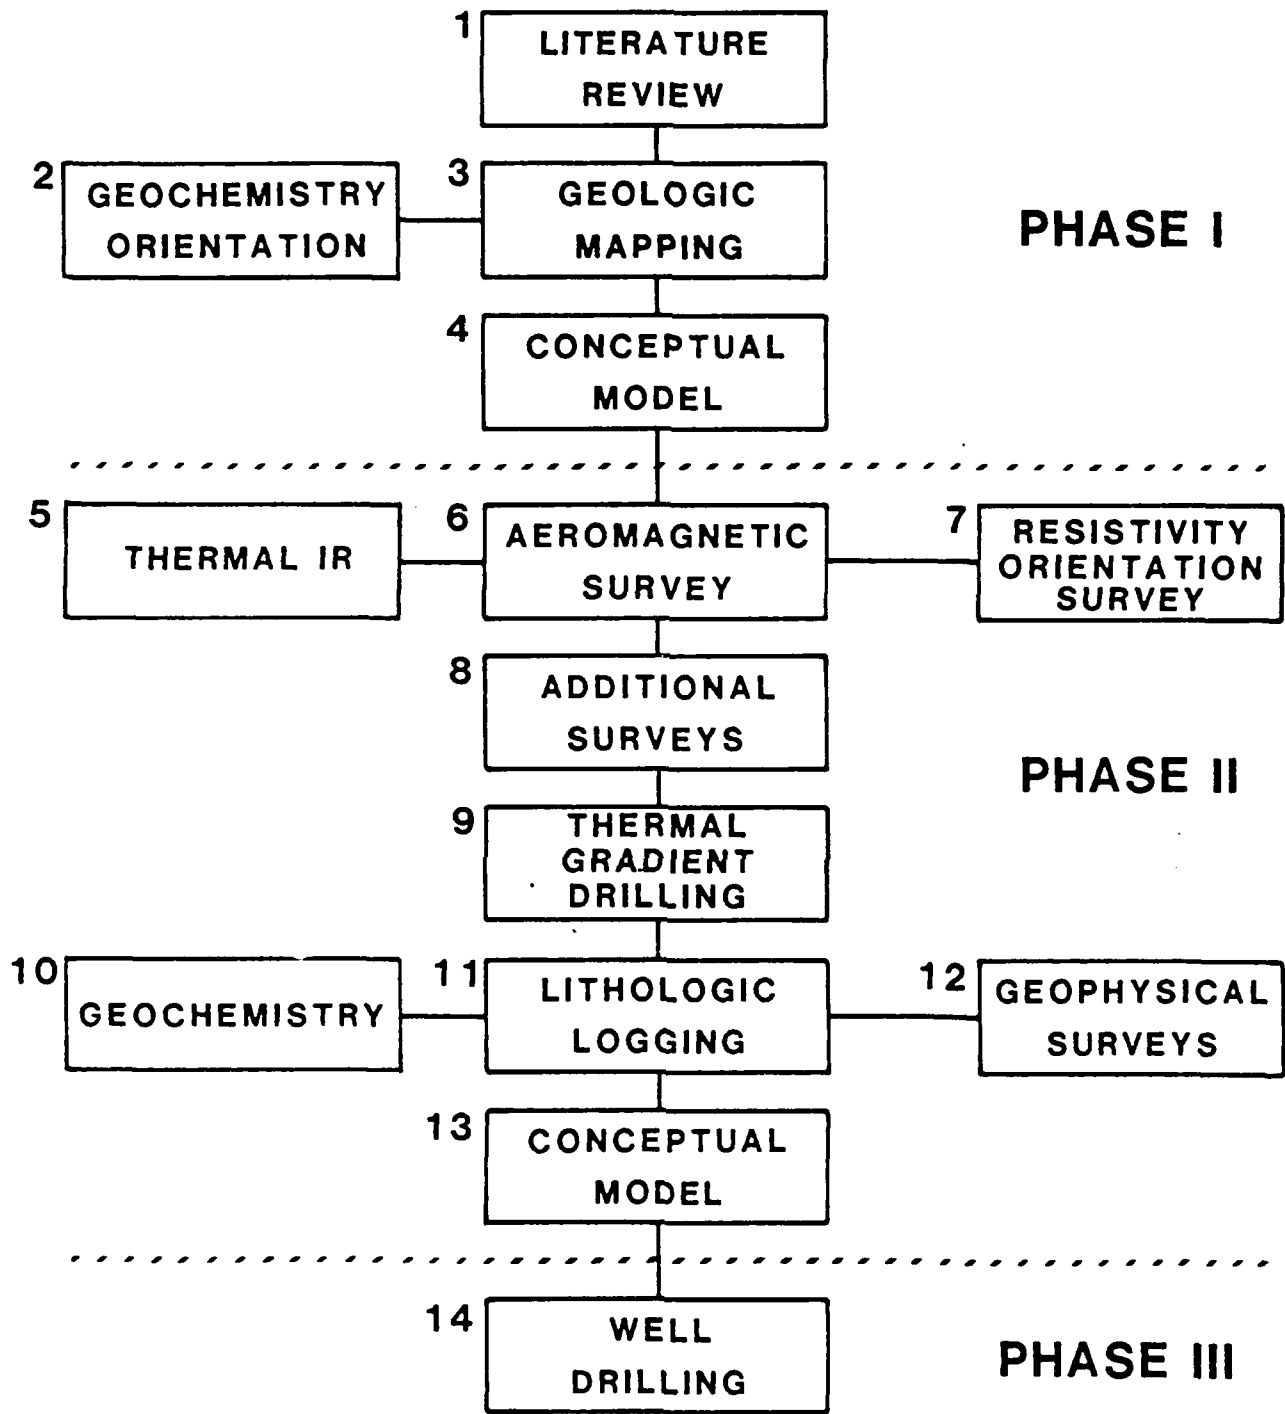 1
LITERATURE
REVIEW
2
GEOCHEMISTRY
ORIENTATION
3
GEOLOGIC
MAPPING
PHASE I
4
CONCEPTUAL
MODEL
5
THERMAL IR
6
AEROMAGNETIC
SURVEY
7
RESISTIVITY
ORIENTATION
SURVEY
8
ADDITIONAL
SURVEYS
PHASE II
9
THERMAL
GRADIENT
DRILLING
10
GEOCHEMISTRY
11
LITHOLOGIC
LOGGING
12
GEOPHYSICAL
SURVEYS
13
CONCEPTUAL
MODEL
14
WELL
DRILLING
PHASE III